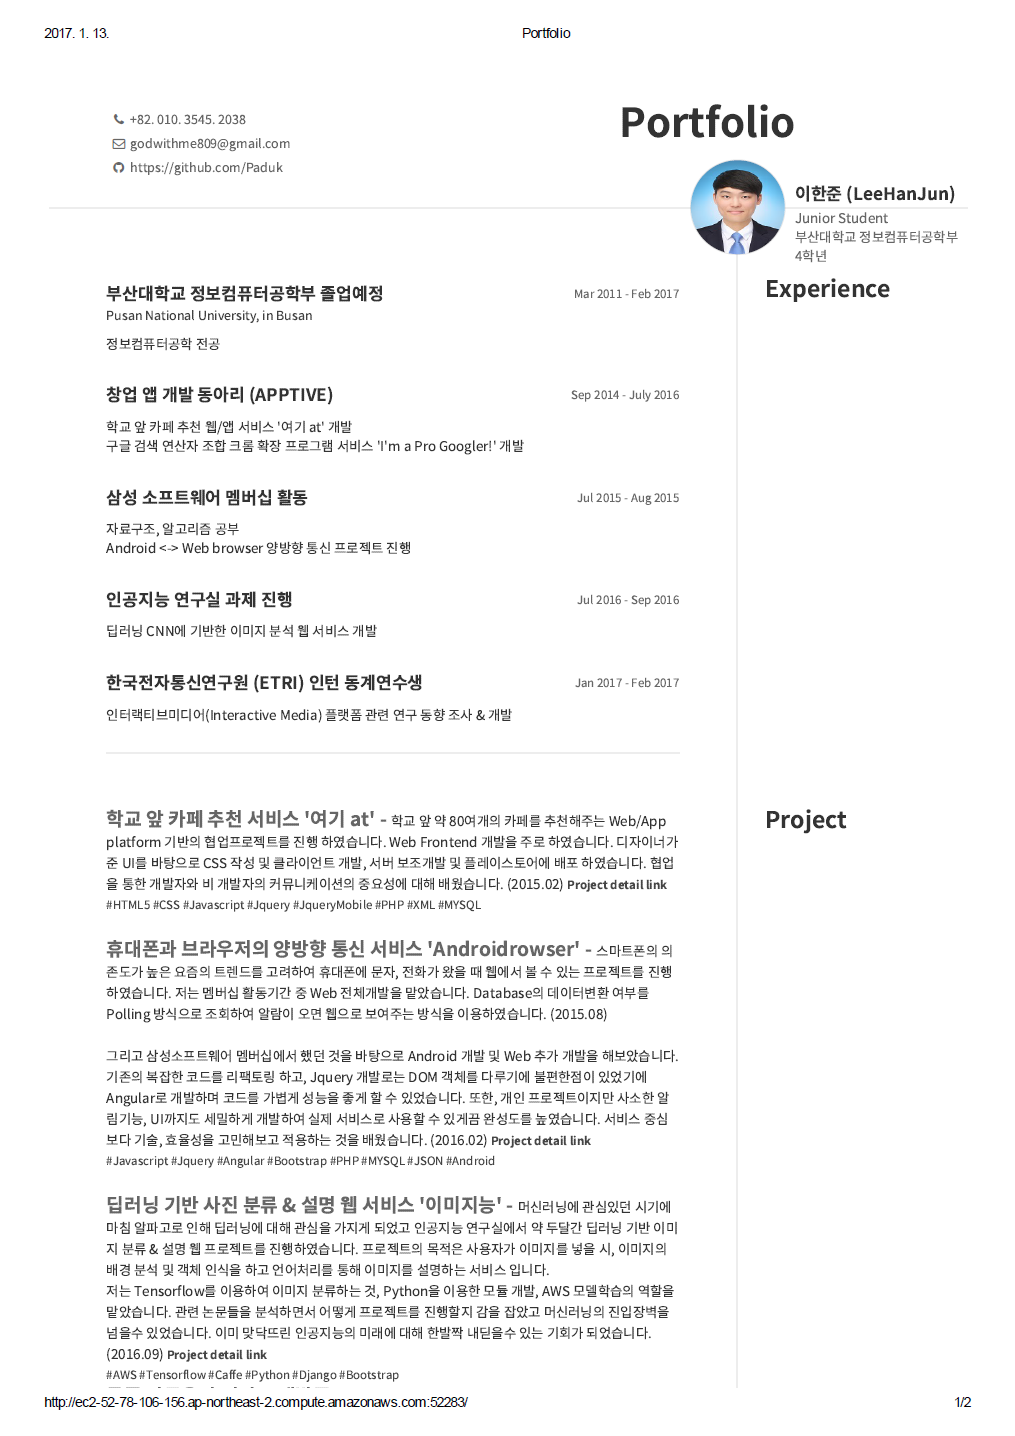 2017. 1. 13.
Portfolio
+82. 010. 3545. 2038
godwithme809@gmail.com
https://github.com/Paduk
Portfolio
이한준 (LeeHanJun)
Junior Student
부산대학교 정보컴퓨터공학부
4학년
Experience
부산대학교 정보컴퓨터공학부 졸업예정
Mar 2011 - Feb 2017
Pusan National University, in Busan
정보컴퓨터공학 전공
창업 앱 개발 동아리 (APPTIVE)
Sep 2014 - July 2016
학교 앞 카페 추천 웹/앱 서비스 '여기 at' 개발
구글 검색 연산자 조합 크롬 확장 프로그램 서비스 'I'm a Pro Googler!' 개발
삼성 소프트웨어 멤버십 활동
Jul 2015 - Aug 2015
자료구조, 알고리즘 공부
Android <-> Web browser 양방향 통신 프로젝트 진행
인공지능 연구실 과제 진행
Jul 2016 - Sep 2016
딥러닝 CNN에 기반한 이미지 분석 웹 서비스 개발
한국전자통신연구원 (ETRI) 인턴 동계연수생
Jan 2017 - Feb 2017
인터랙티브미디어(Interactive Media) 플랫폼 관련 연구 동향 조사 & 개발
Project
학교 앞 카페 추천 서비스 '여기 at' - 학교 앞 약 80여개의 카페를 추천해주는 Web/App
platform 기반의 협업프로젝트를 진행 하였습니다. Web Frontend 개발을 주로 하였습니다. 디자이너가
준 UI를 바탕으로 CSS 작성 및 클라이언트 개발, 서버 보조개발 및 플레이스토어에 배포 하였습니다. 협업
을 통한 개발자와 비 개발자의 커뮤니케이션의 중요성에 대해 배웠습니다. (2015.02) Project detail link
#HTML5 #CSS #Javascript #Jquery #JqueryMobile #PHP #XML #MYSQL
휴대폰과 브라우저의 양방향 통신 서비스 'Androidrowser' - 스마트폰의 의
존도가 높은 요즘의 트렌드를 고려하여 휴대폰에 문자, 전화가 왔을 때 웹에서 볼 수 있는 프로젝트를 진행
하였습니다. 저는 멤버십 활동기간 중 Web 전체개발을 맡았습니다. Database의 데이터변환 여부를
Polling 방식으로 조회하여 알람이 오면 웹으로 보여주는 방식을 이용하였습니다. (2015.08)
그리고 삼성소프트웨어 멤버십에서 했던 것을 바탕으로 Android 개발 및 Web 추가 개발을 해보았습니다.
기존의 복잡한 코드를 리팩토링 하고, Jquery 개발로는 DOM 객체를 다루기에 불편한점이 있었기에
Angular로 개발하며 코드를 가볍게 성능을 좋게 할 수 있었습니다. 또한, 개인 프로젝트이지만 사소한 알
림기능, UI까지도 세밀하게 개발하여 실제 서비스로 사용할 수 있게끔 완성도를 높였습니다. 서비스 중심
보다 기술, 효율성을 고민해보고 적용하는 것을 배웠습니다. (2016.02) Project detail link
#Javascript #Jquery #Angular #Bootstrap #PHP #MYSQL #JSON #Android
딥러닝 기반 사진 분류 & 설명 웹 서비스 '이미지능' - 머신러닝에 관심있던 시기에
마침 알파고로 인해 딥러닝에 대해 관심을 가지게 되었고 인공지능 연구실에서 약 두달간 딥러닝 기반 이미
지 분류 & 설명 웹 프로젝트를 진행하였습니다. 프로젝트의 목적은 사용자가 이미지를 넣을 시, 이미지의
배경 분석 및 객체 인식을 하고 언어처리를 통해 이미지를 설명하는 서비스 입니다.
저는 Tensorflow를 이용하여 이미지 분류하는 것, Python을 이용한 모듈 개발, AWS 모델학습의 역할을
맡았습니다. 관련 논문들을 분석하면서 어떻게 프로젝트를 진행할지 감을 잡았고 머신러닝의 진입장벽을
넘을수 있었습니다. 이미 맞닥뜨린 인공지능의 미래에 대해 한발짝 내딛을수 있는 기회가 되었습니다.
(2016.09) Project detail link
#AWS #Tensorflow #Caffe #Python #Django #Bootstrap
http://ec2-52-78-106-156.ap-northeast-2.compute.amazonaws.com:52283/
1/2